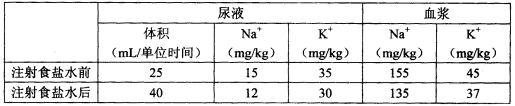 尿液 血浆
体积 Na⁺ K⁺ Na⁺ K⁺
(mL/单位时间) (mg/kg) (mg/kg) (mg/kg) (mg/kg)
注射食盐水前 25 15 35 155 45
注射食盐水后 40 12 30 135 37